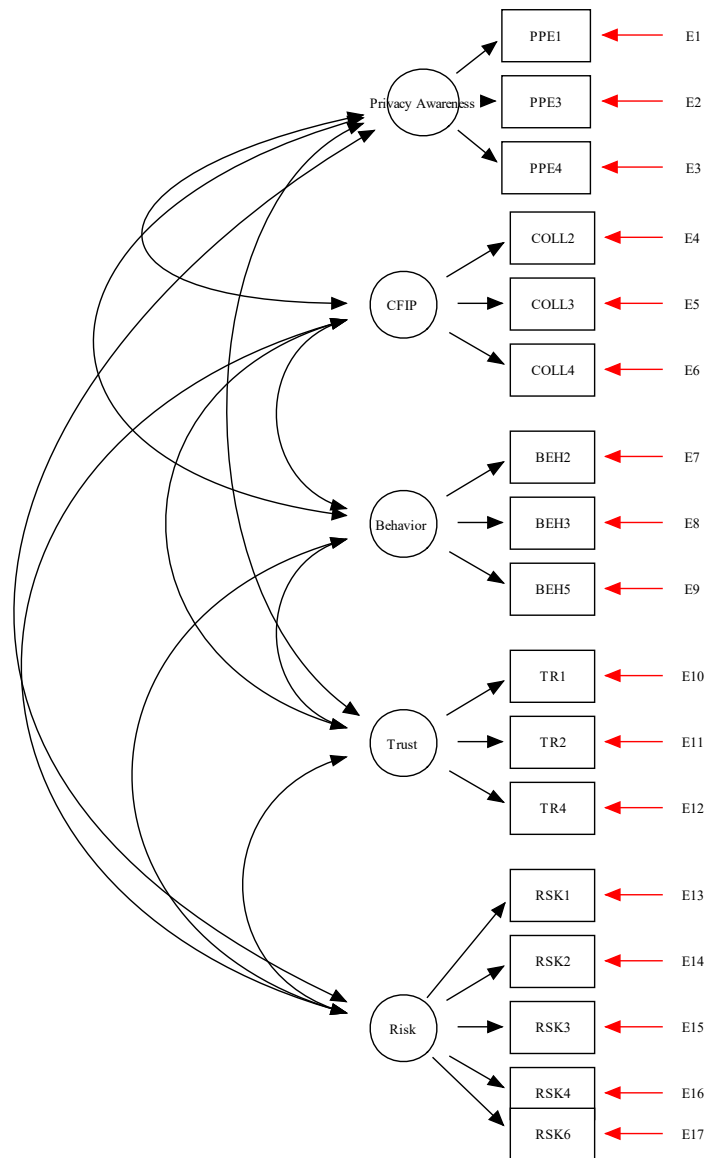 PPE1 E1
Privacy Awareness PPE3 E2
PPE4 E3
COLL2 E4
CFIP COLL3 E5
COLL4 E6
BEH2 E7
Behavior BEH3 E8
BEH5 E9
TR1 E10
Trust TR2 E11
TR4 E12
RSK1 E13
RSK2 E14
Risk RSK3 E15
RSK4 E16
RSK6 E17